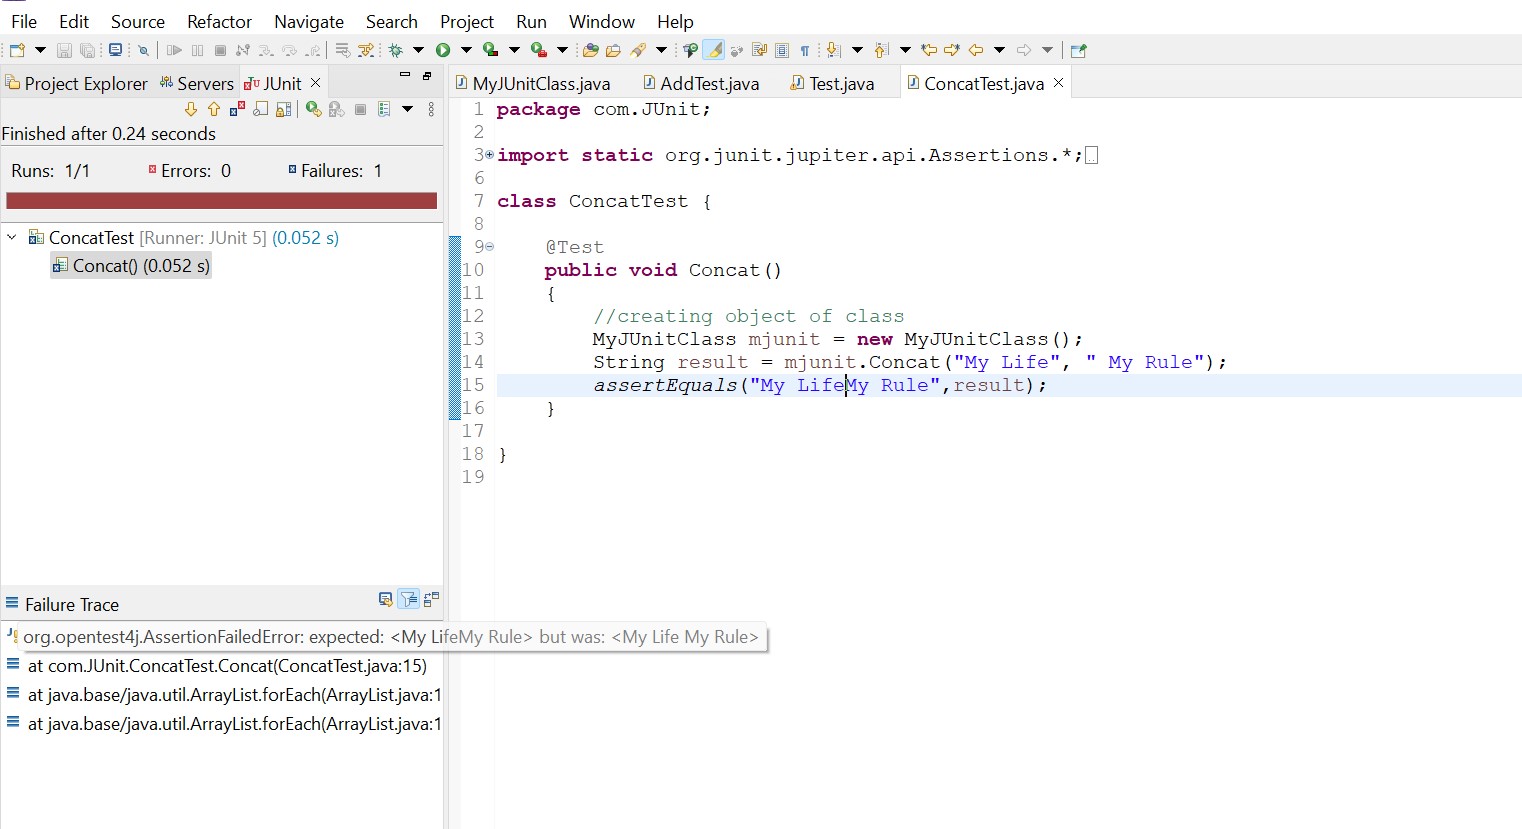 File Edit Source Refactor Navigate Search Project Run Window Help
Project Explorer Servers JUnit
MyJUnitClass.java AddTest.java Test.java ConcatTest.java
Finished after 0.24 seconds
Runs: 1/1 Errors: 0 Failures: 1
ConcatTest [Runner: JUnit 5] (0.052 s)
Concat() (0.052 s)
1 package com.JUnit;
2
3 import static org.junit.jupiter.api.Assertions.*;
6
7 class ConcatTest {
8
9 @Test
10 public void Concat()
11 {
12 //creating object of class
13 MyJUnitClass mjunit = new MyJUnitClass();
14 String result = mjunit.Concat("My Life", " My Rule");
15 assertEquals("My LifeMy Rule",result);
16 }
17
18 }
19
Failure Trace
org.opentest4j.AssertionFailedError: expected: <My LifeMy Rule> but was: <My Life My Rule>
at com.JUnit.ConcatTest.Concat(ConcatTest.java:15)
at java.base/java.util.ArrayList.forEach(ArrayList.java:1
at java.base/java.util.ArrayList.forEach(ArrayList.java:1